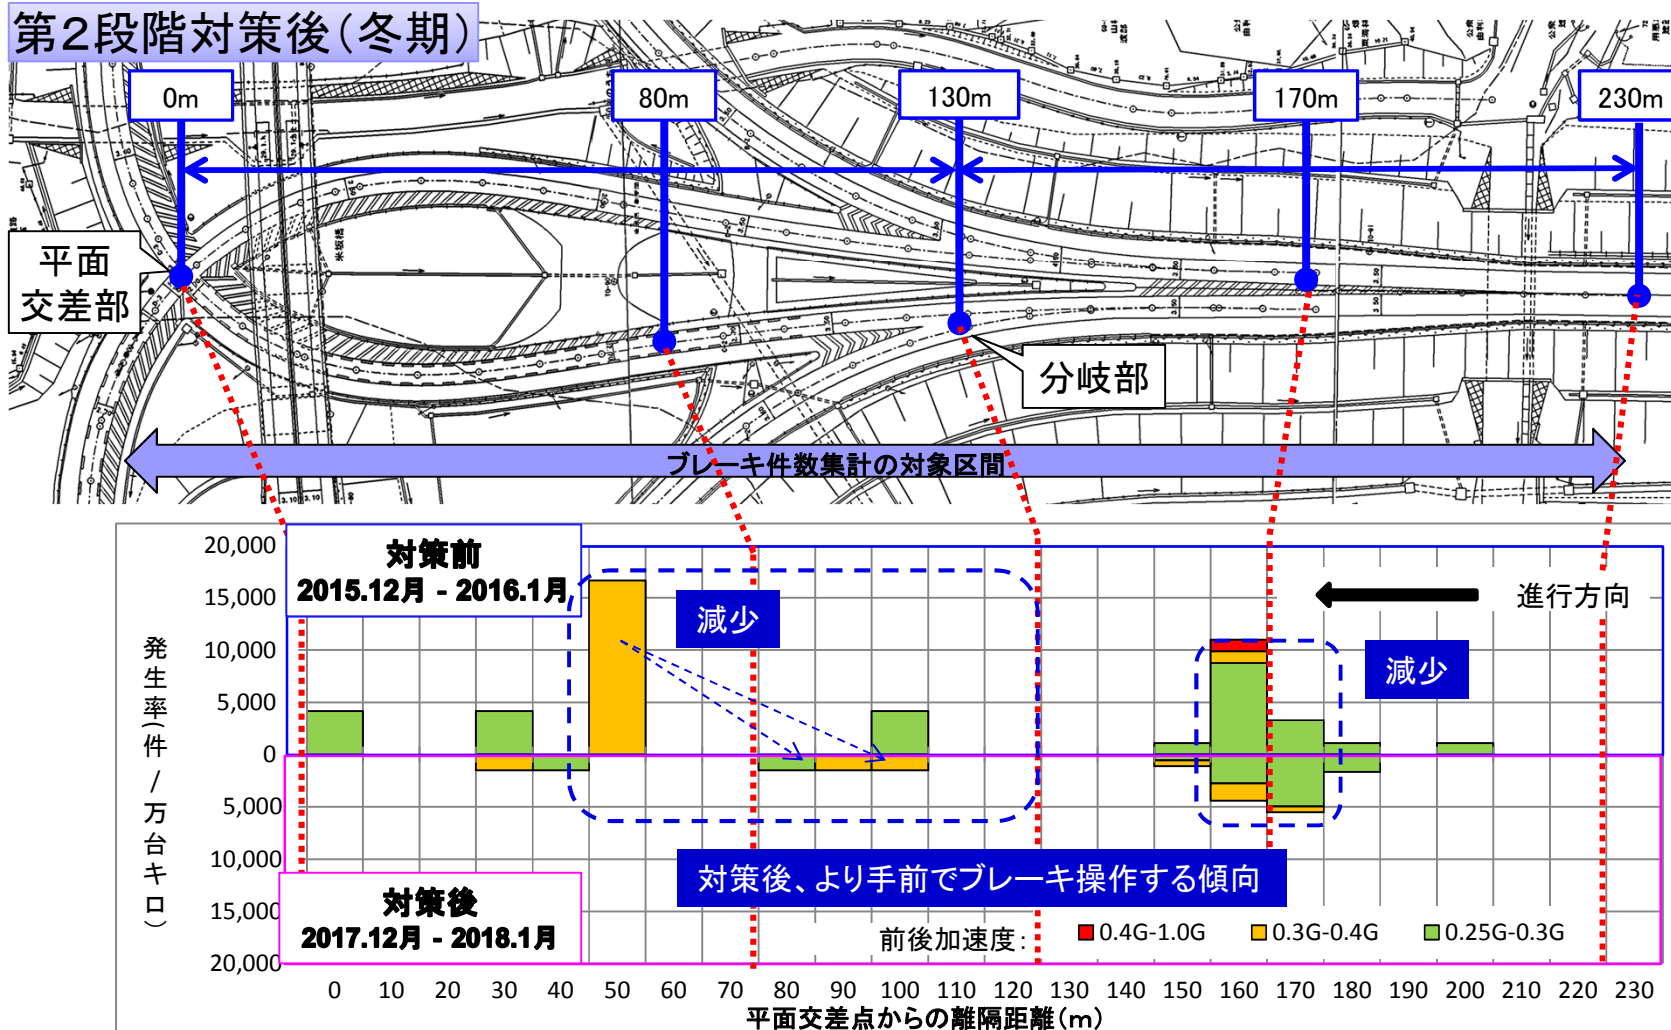 第2段階対策後(冬期)
0m
80m
130m
170m
230m
平面
交差部
米坂橋
分岐部
ブレーキ件数集計の対象区間
対策前
2015.12月 - 2016.1月
減少
進行方向
減少
発生率(件/万台キロ)
20,000
15,000
10,000
5,000
0
5,000
10,000
15,000
20,000
対策後、より手前でブレーキ操作する傾向
対策後
2017.12月 - 2018.1月
前後加速度:
0.4G-1.0G
0.3G-0.4G
0.25G-0.3G
0 10 20 30 40 50 60 70 80 90 100 110 120 130 140 150 160 170 180 190 200 210 220 230
平面交差点からの離隔距離(m)